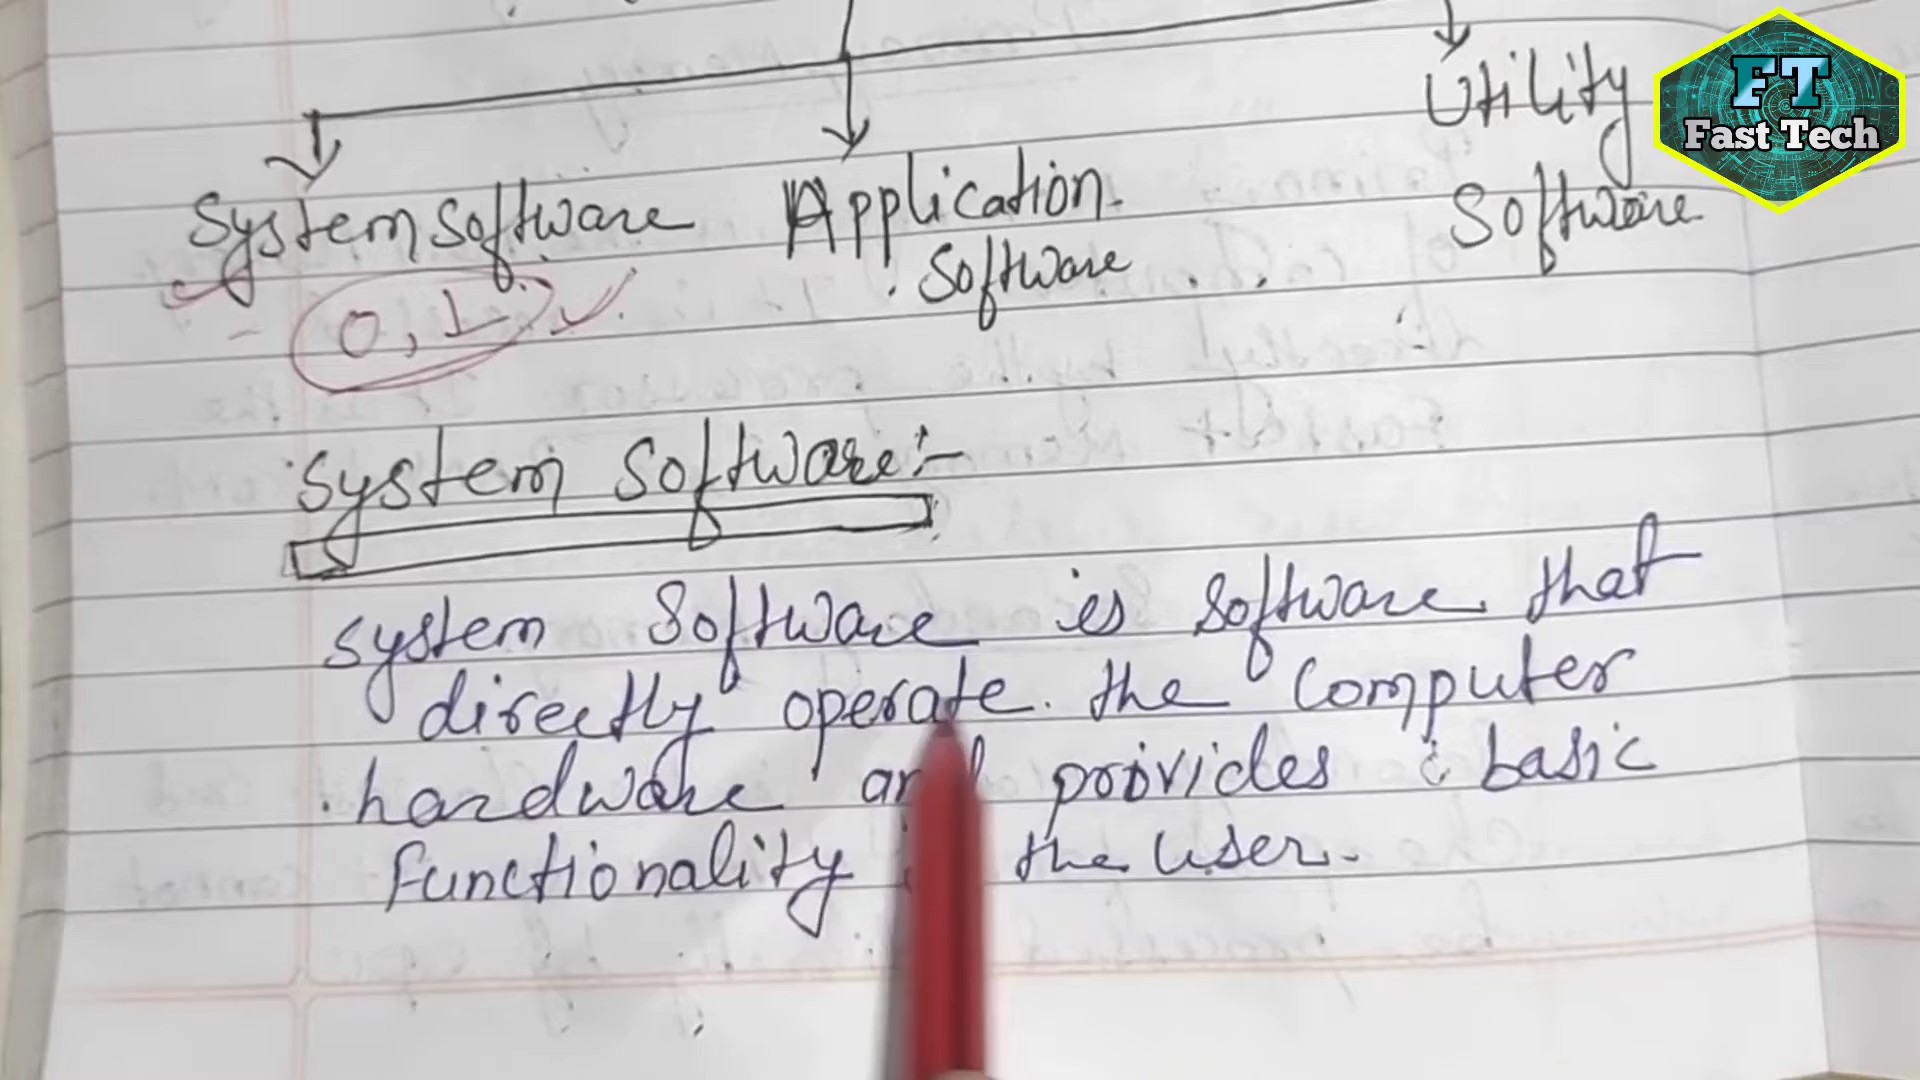 Utility
System software Application
Software
Software
0, 1
System Software:-
System Software is software that
directly operate the computer
hardware and provides basic
functionality the user.
FT
Fast Tech